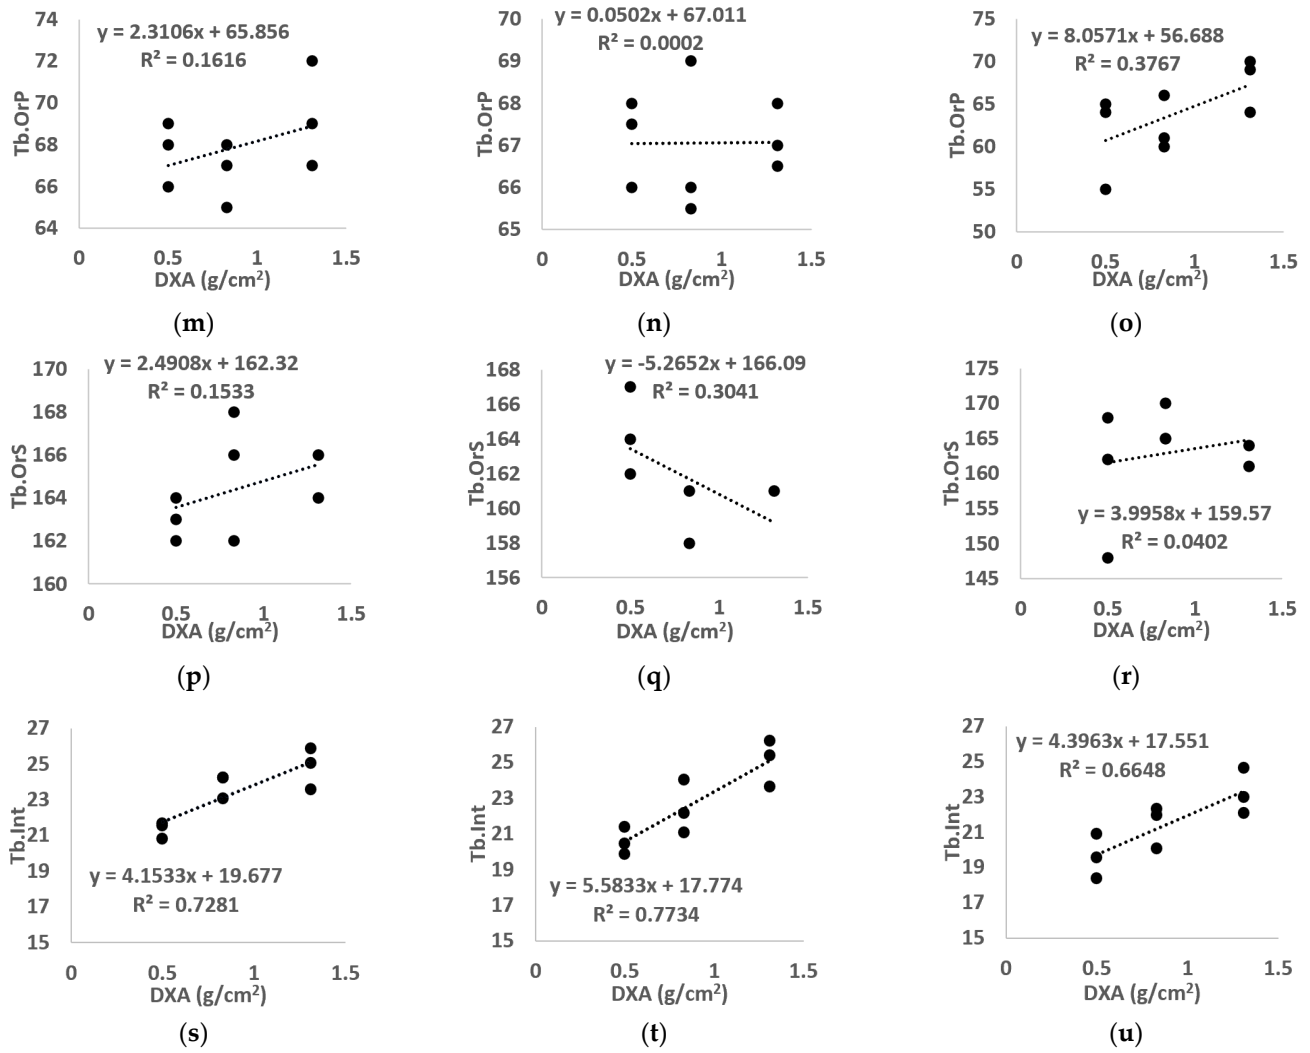 y = 2.3106x + 65.856
R² = 0.1616
74
72
70
68
66
64
Tb.OrP
0
0.5
1
1.5
DXA (g/cm²)
(m)
y = 0.0502x + 67.011
R² = 0.0002
70
69
68
67
66
65
Tb.OrP
0
0.5
1
1.5
DXA (g/cm²)
(n)
y = 8.0571x + 56.688
R² = 0.3767
75
70
65
60
55
50
Tb.OrP
0
0.5
1
1.5
DXA (g/cm²)
(o)
y = 2.4908x + 162.32
R² = 0.1533
170
168
166
164
162
160
Tb.OrS
0
0.5
1
1.5
DXA (g/cm²)
(p)
y = -5.2652x + 166.09
R² = 0.3041
168
166
164
162
160
158
156
Tb.OrS
0
0.5
1
1.5
DXA (g/cm²)
(q)
175
170
165
160
155
150
145
Tb.OrS
y = 3.9958x + 159.57
R² = 0.0402
0
0.5
1
1.5
DXA (g/cm²)
(r)
27
25
23
21
19
17
15
Tb.Int
y = 4.1533x + 19.677
R² = 0.7281
0
0.5
1
1.5
DXA (g/cm²)
(s)
27
25
23
21
19
17
15
Tb.Int
y = 5.5833x + 17.774
R² = 0.7734
0
0.5
1
1.5
DXA (g/cm²)
(t)
y = 4.3963x + 17.551
R² = 0.6648
27
25
23
21
19
17
15
Tb.Int
0
0.5
1
1.5
DXA (g/cm²)
(u)